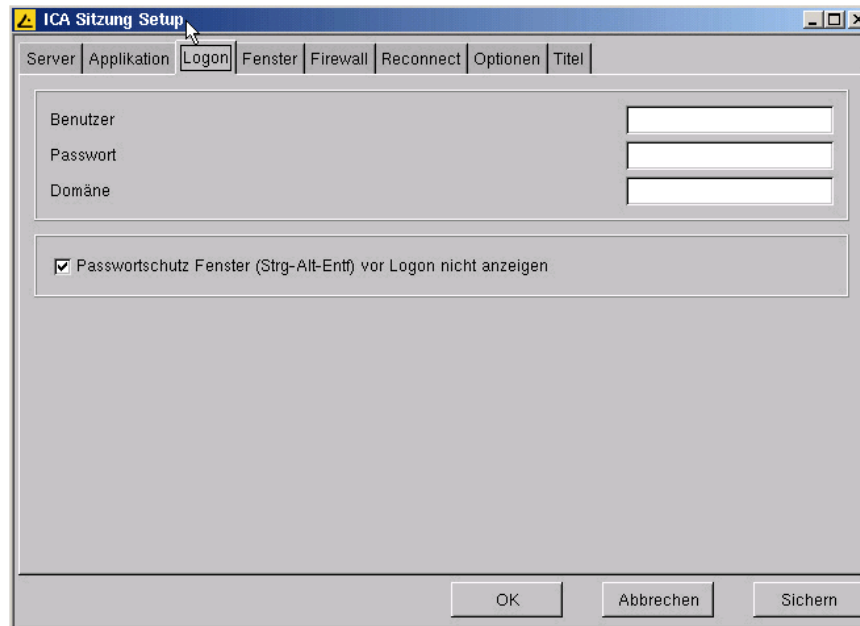 ICA Sitzung Setup
Server Applikation Logon Fenster Firewall Reconnect Optionen Titel
Benutzer
Passwort
Domäne
Passwortschutz Fenster (Strg-Alt-Entf) vor Logon nicht anzeigen
OK Abbrechen Sichern